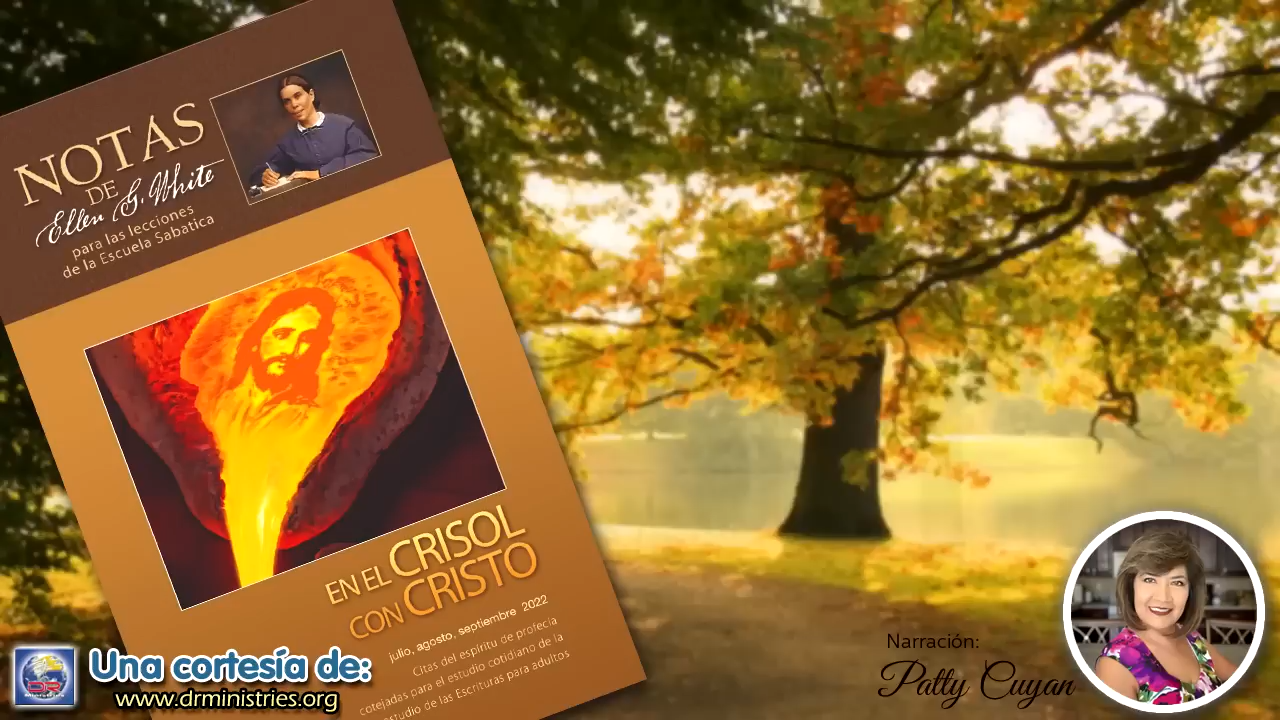 NOTAS
DE
Ellen G. White
para las lecciones
de la Escuela Sabatica
EN EL CRISOL
CON CRISTO
julio, agosto, septiembre 2022
Citas del espíritu de profecía
cotejadas para el estudio cotidiano de la
estudio de las Escrituras para adultos
Una cortesía de:
www.drministries.org
DR
Narración:
Patty Cuyan